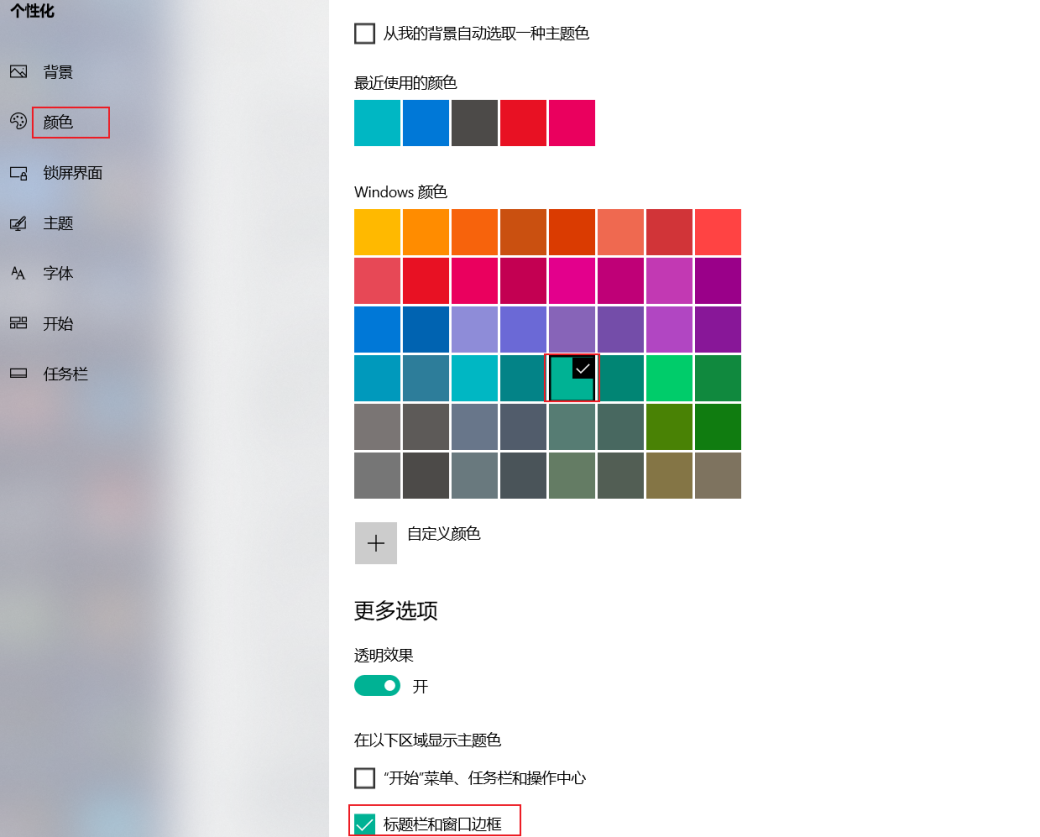 个性化
背景
颜色
锁屏界面
主题
字体
开始
任务栏
从我的背景自动选取一种主题色
最近使用的颜色
Windows 颜色
自定义颜色
更多选项
透明效果
开
在以下区域显示主题色
“开始”菜单、任务栏和操作中心
标题栏和窗口边框